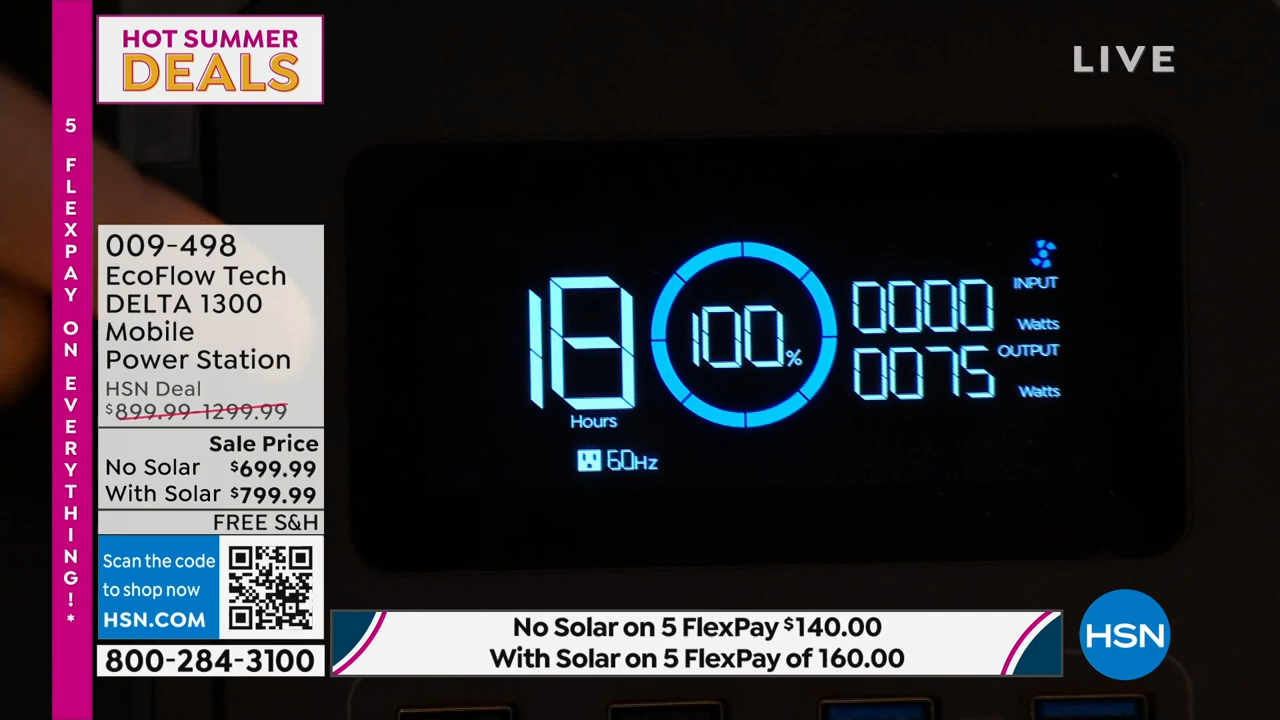 HOT SUMMER
DEALS
LIVE
5 FLEXPAY ON EVERYTHING!*
009-498
EcoFlow Tech
DELTA 1300
Mobile
Power Station
HSN Deal
$899.99-1299.99
Sale Price
No Solar $699.99
With Solar $799.99
FREE S&H
Scan the code
to shop now
HSN.COM
800-284-3100
18
Hours
100%
0000
INPUT
Watts
0075
OUTPUT
Watts
60Hz
No Solar on 5 FlexPay $140.00
With Solar on 5 FlexPay of 160.00
HSN